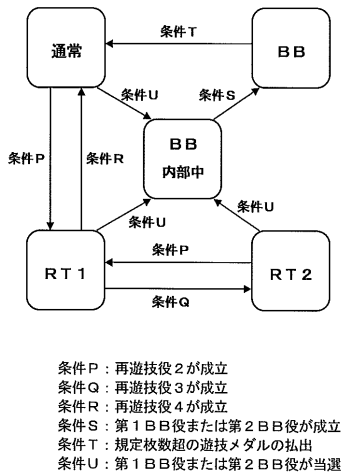 条件T
通常
BB
条件U
条件S
BB
内部中
条件P
条件R
条件U
条件U
条件P
RT1
RT2
条件Q
条件P：再遊技役2が成立
条件Q：再遊技役3が成立
条件R：再遊技役4が成立
条件S：第1BB役または第2BB役が成立
条件T：規定枚数超の遊技メダルの払出
条件U：第1BB役または第2BB役が当選